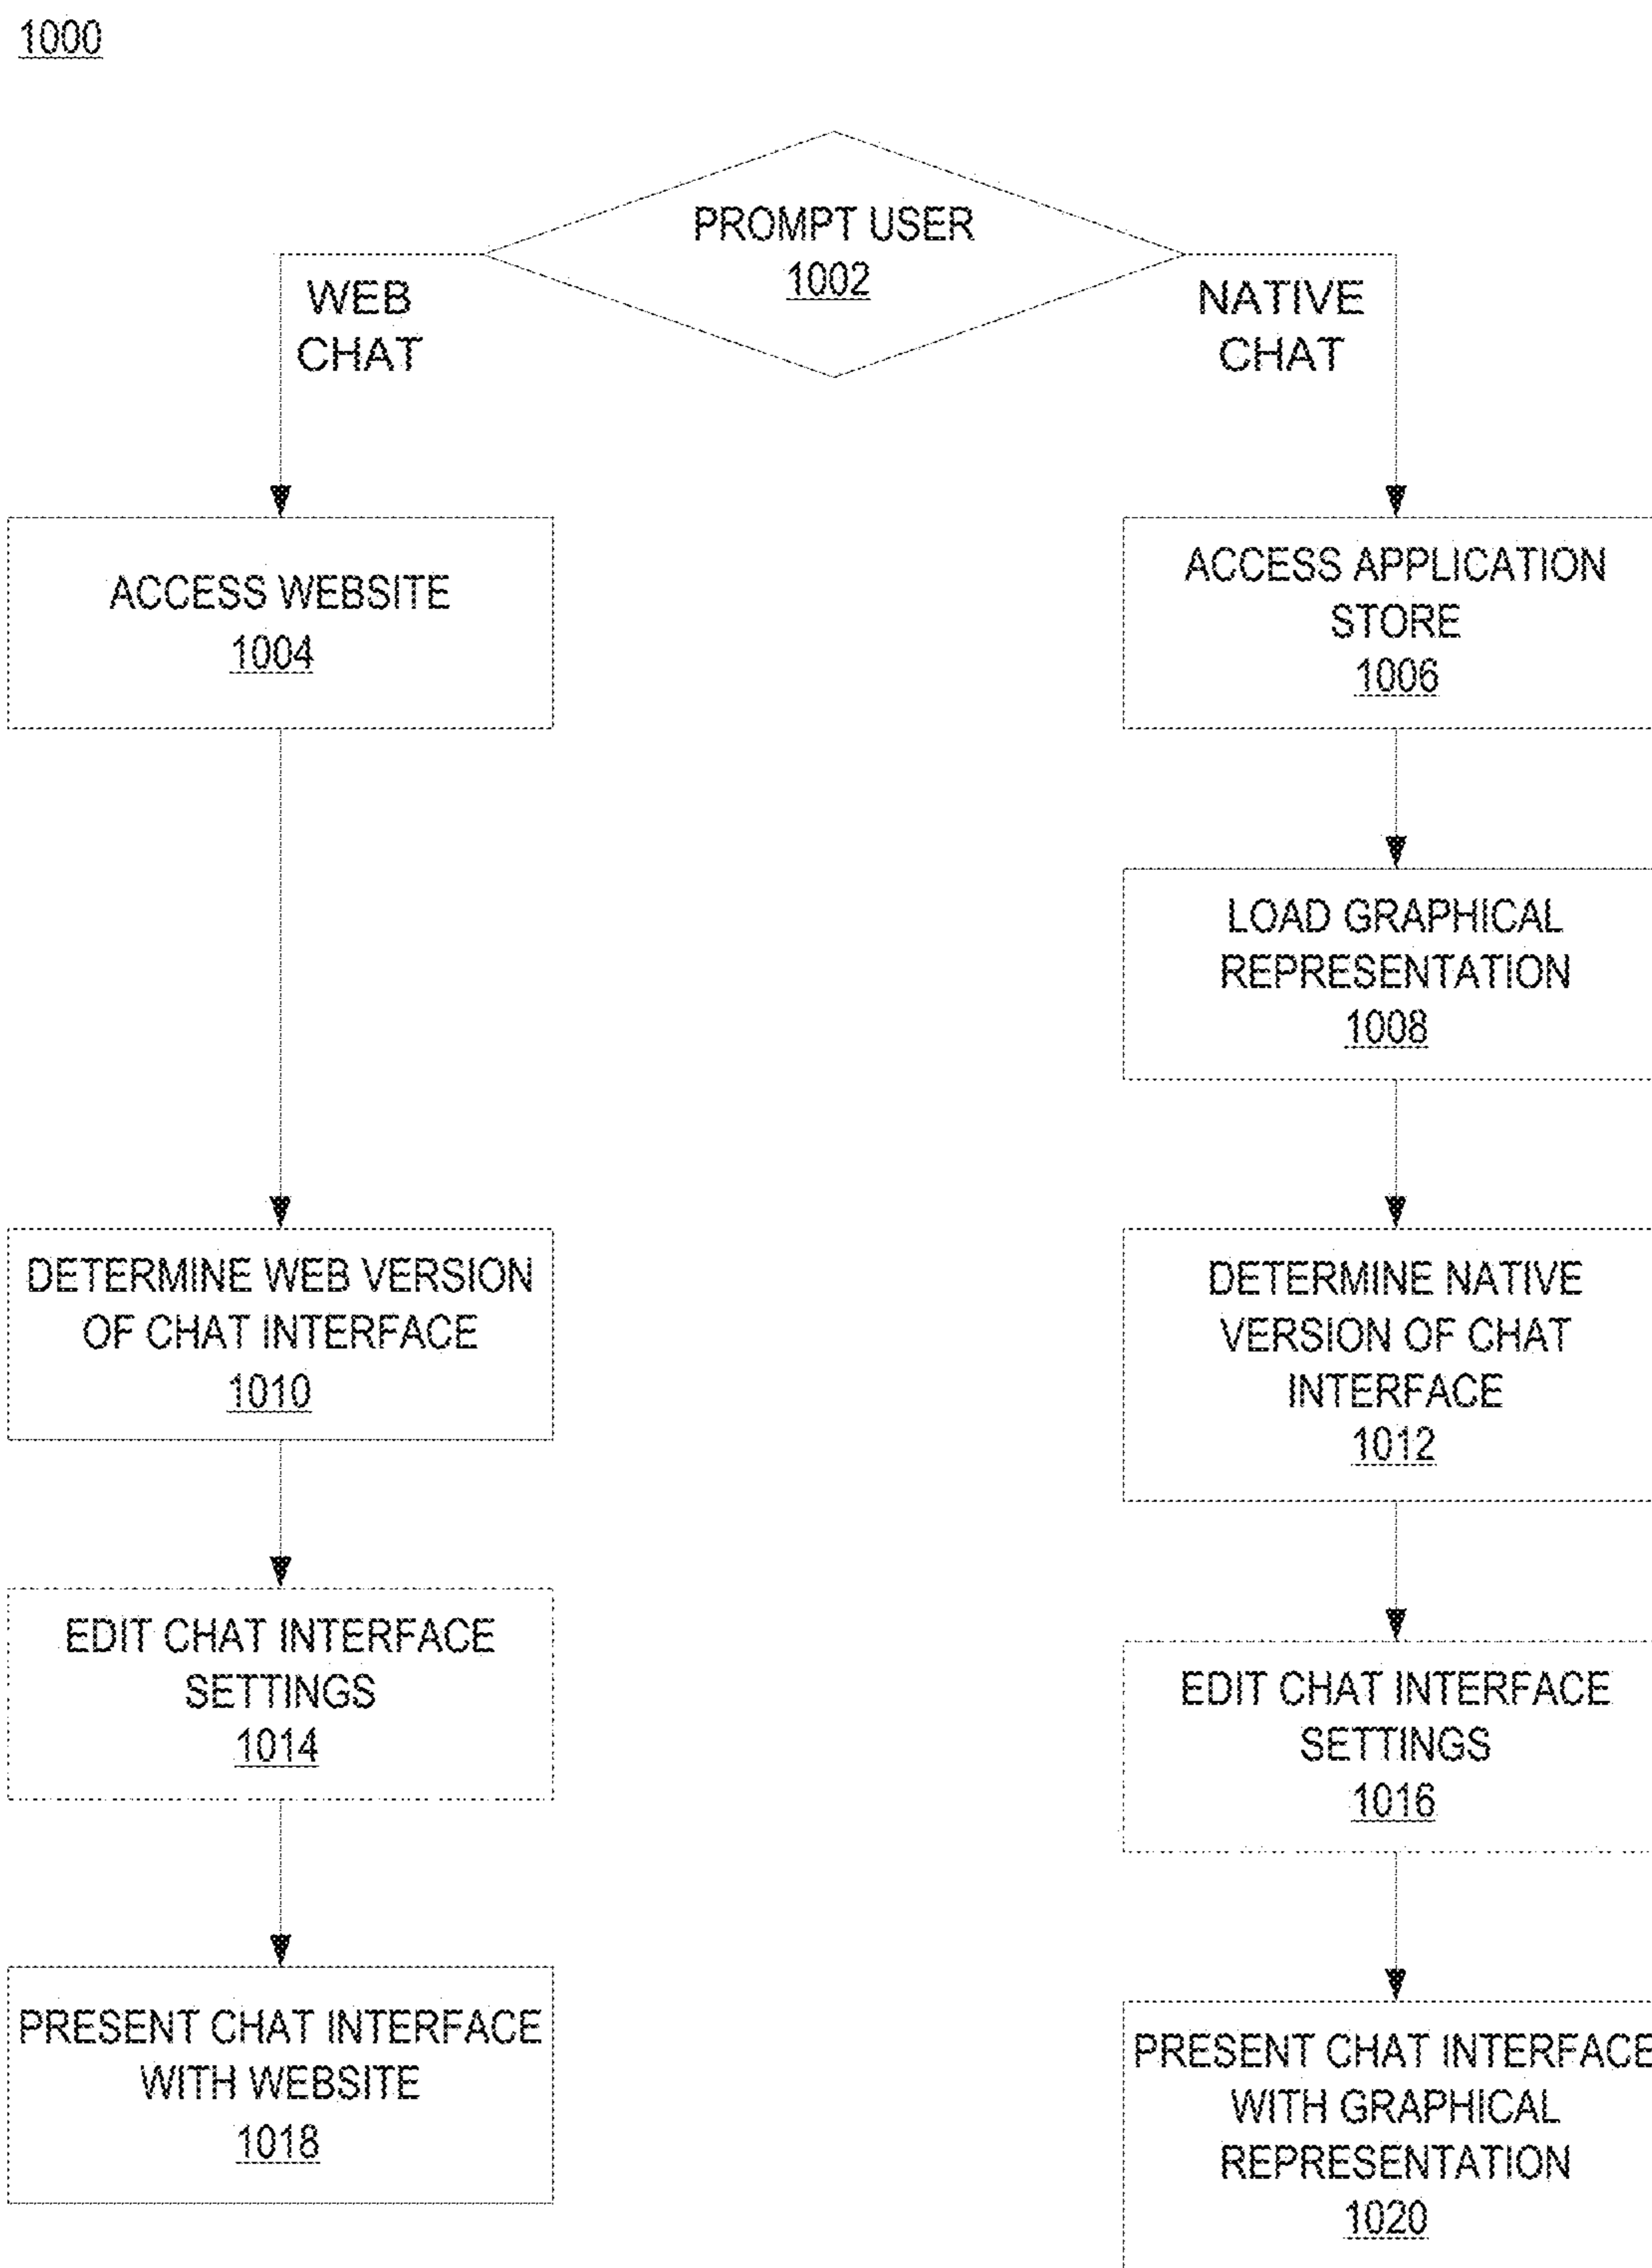 1000
PROMPT USER
1002
WEB
CHAT
NATIVE
CHAT
ACCESS WEBSITE
1004
ACCESS APPLICATION
STORE
1006
LOAD GRAPHICAL
REPRESENTATION
1008
DETERMINE WEB VERSION
OF CHAT INTERFACE
1010
DETERMINE NATIVE
VERSION OF CHAT
INTERFACE
1012
EDIT CHAT INTERFACE
SETTINGS
1014
EDIT CHAT INTERFACE
SETTINGS
1016
PRESENT CHAT INTERFACE
WITH WEBSITE
1018
PRESENT CHAT INTERFACE
WITH GRAPHICAL
REPRESENTATION
1020